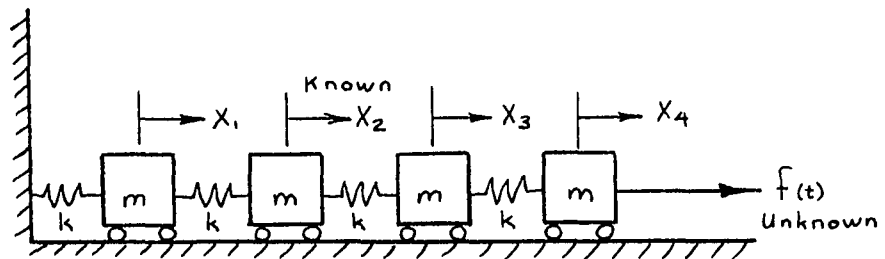 Known
X₁ X₂ X₃ X₄
m m m m
k k k k
f(t)
Unknown